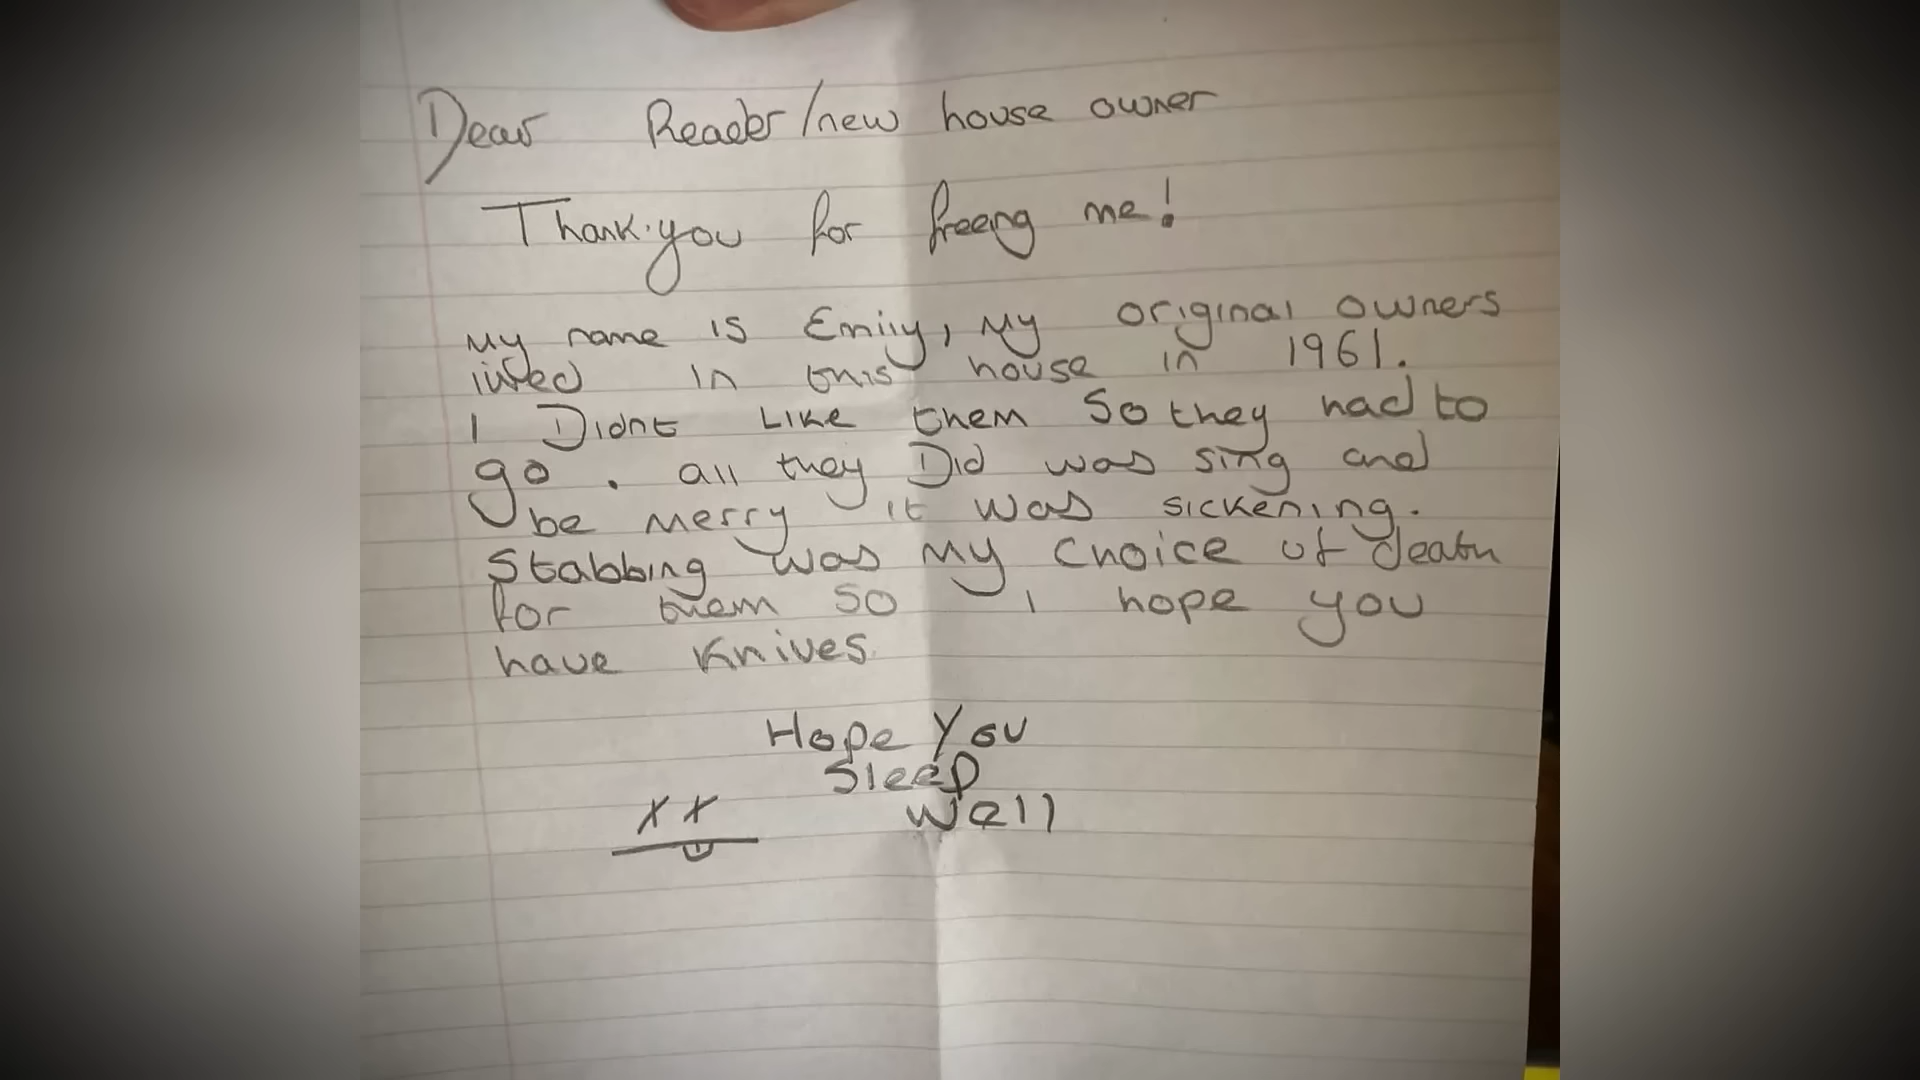 Dear Reader/new house owner
Thank you for freeing me!
My name is Emily, My original owners
lived in this house in 1961.
I Didnt Like them So they had to
go. all they Did was sing and
be merry it was sickening.
Stabbing was my choice of death
for them so I hope you
have Knives.
Hope You
Sleep
Well
XX